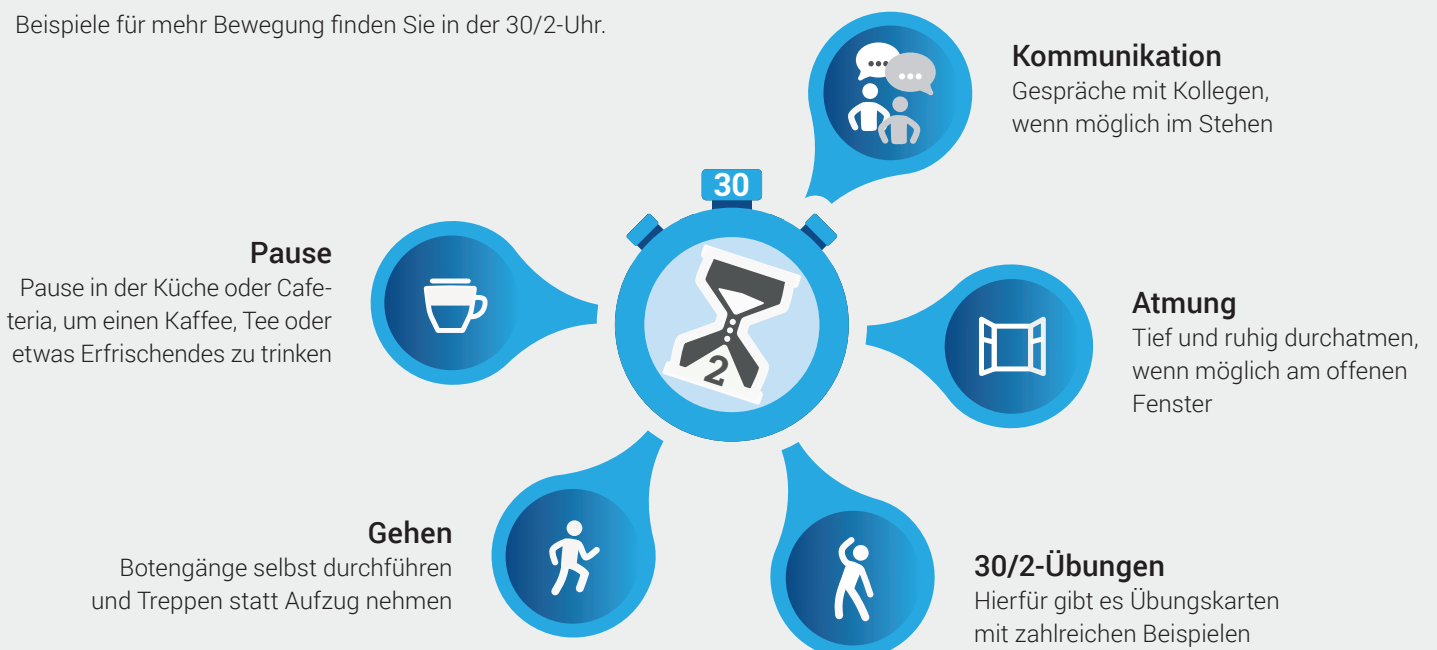 Beispiele für mehr Bewegung finden Sie in der 30/2-Uhr.
Kommunikation
Gespräche mit Kollegen,
wenn möglich im Stehen
30
2
Pause
Pause in der Küche oder Cafe-
teria, um einen Kaffee, Tee oder
etwas Erfrischendes zu trinken
Atmung
Tief und ruhig durchatmen,
wenn möglich am offenen
Fenster
Gehen
Botengänge selbst durchführen
und Treppen statt Aufzug nehmen
30/2-Übungen
Hierfür gibt es Übungskarten
mit zahlreichen Beispielen